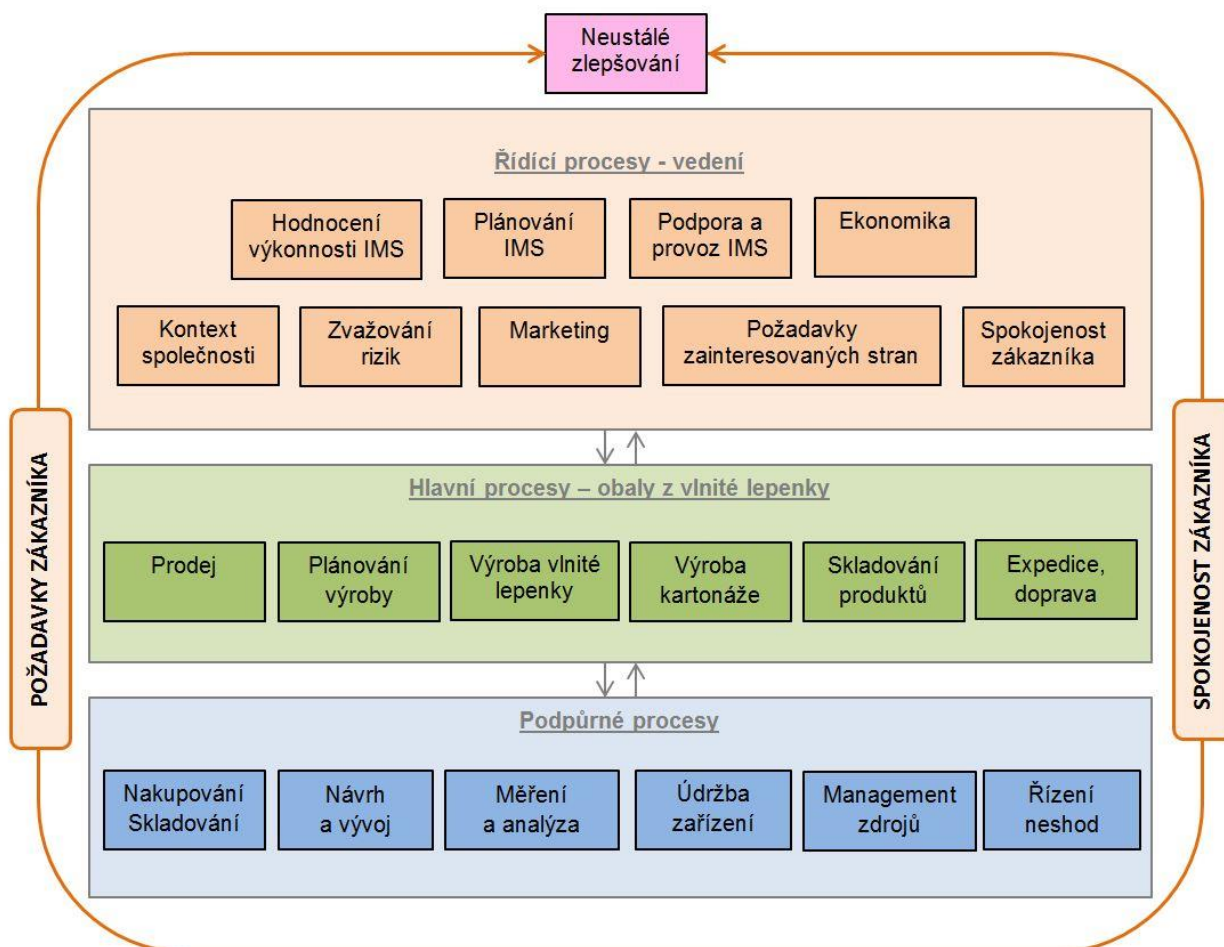 Neustálé
zlepšování
Řídící procesy - vedení
Hodnocení
výkonnosti IMS
Plánování
IMS
Podpora a
provoz IMS
Ekonomika
Kontext
společnosti
Zvažování
rizik
Marketing
Požadavky
zainteresovaných stran
Spokojenost
zákazníka
POŽADAVKY ZÁKAZNÍKA
Hlavní procesy – obaly z vlnité lepenky
Prodej
Plánování
výroby
Výroba vlnité
lepenky
Výroba
kartonáže
Skladování
produktů
Expedice,
doprava
SPOKOJENOST ZÁKAZNÍKA
Podpůrné procesy
Nakupování
Skladování
Návrh
a vývoj
Měření
a analýza
Údržba
zařízení
Management
zdrojů
Řízení
neshod